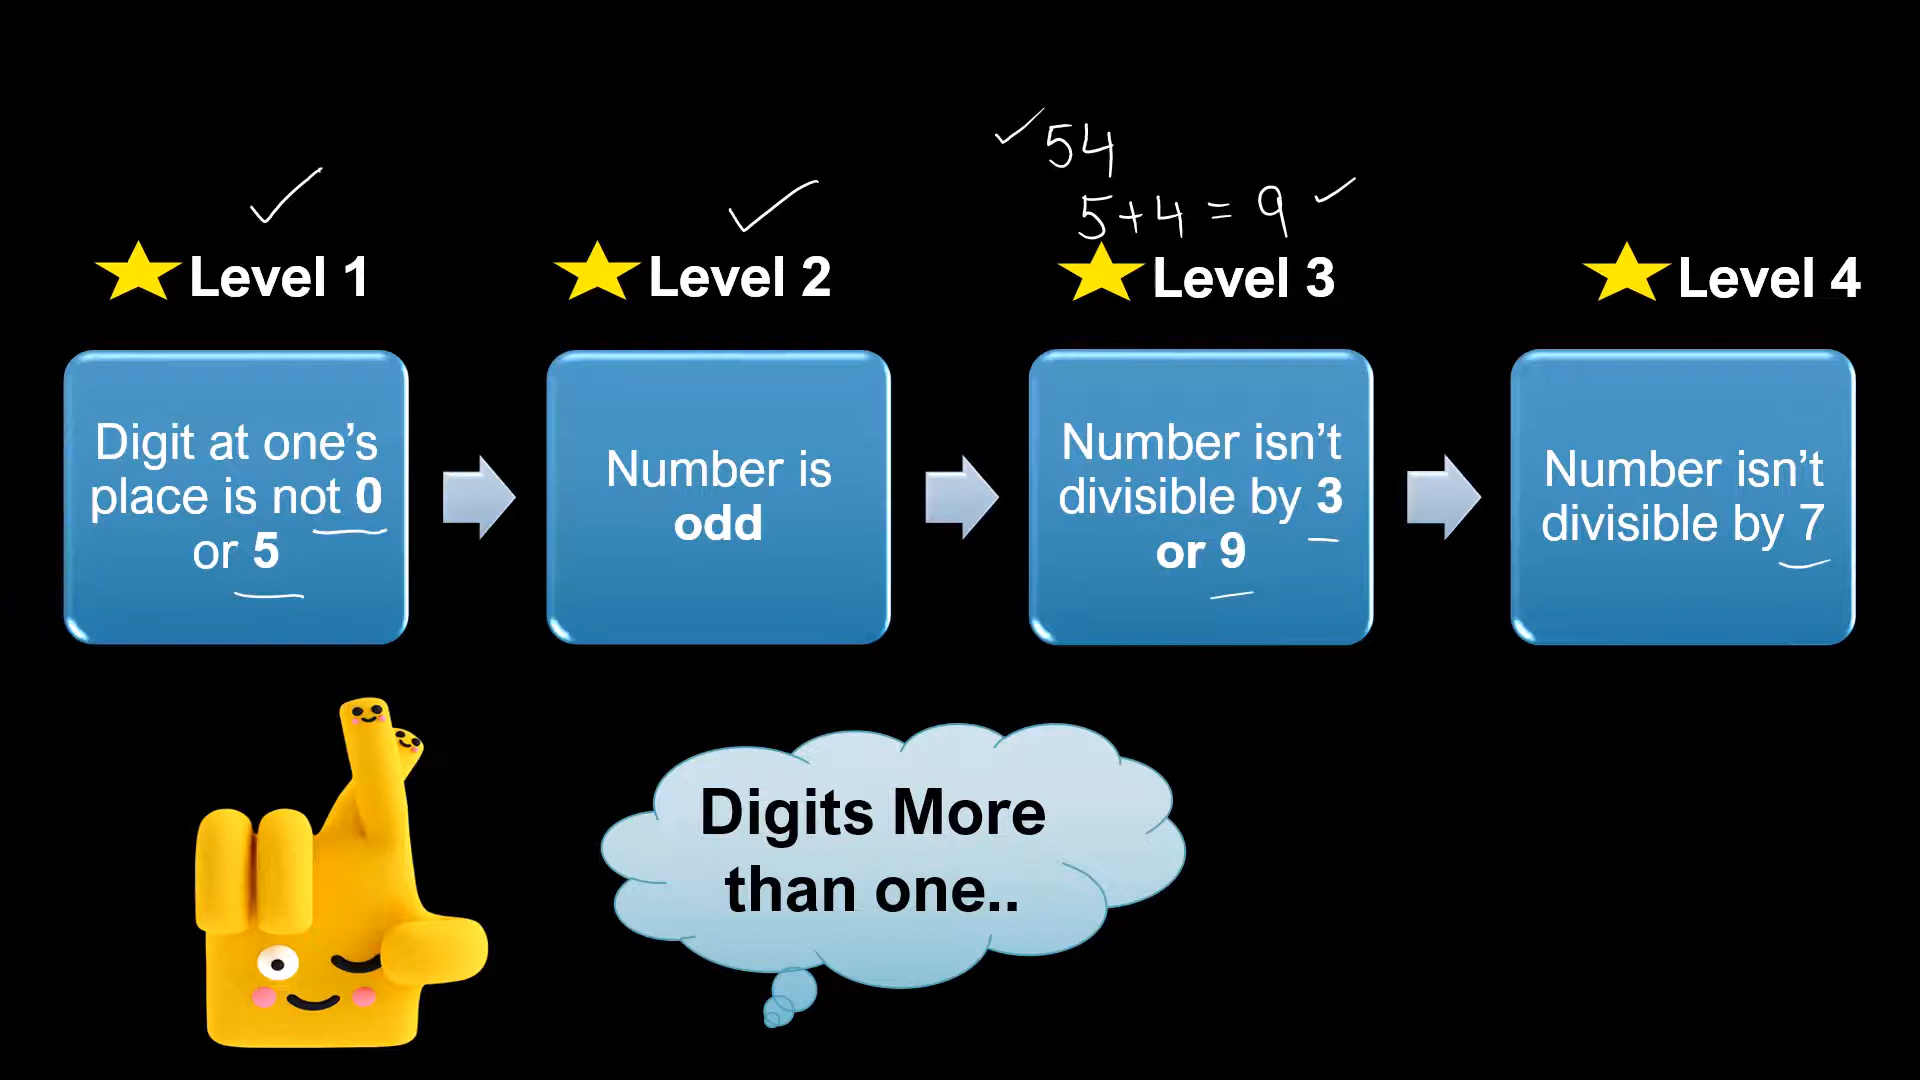 54
5+4 = 9
Level 1
Level 2
Level 3
Level 4
Digit at one’s
place is not 0
or 5
Number is
odd
Number isn’t
divisible by 3
or 9
Number isn’t
divisible by 7
Digits More
than one..